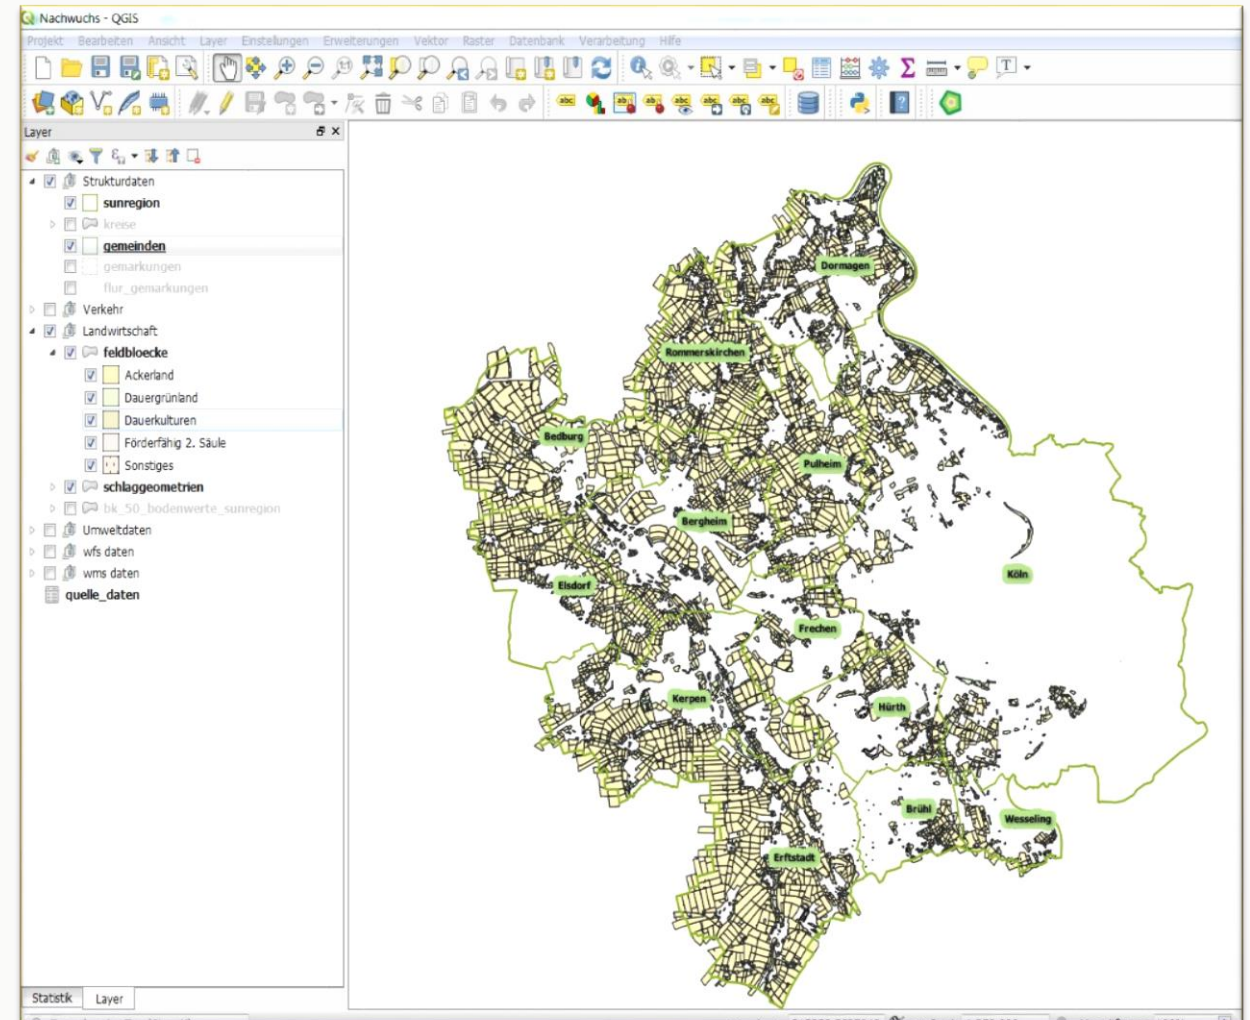 Nachwuchs - QGIS
Projekt Bearbeiten Ansicht Layer Einstellungen Erweiterungen Vektor Raster Datenbank Verarbeitung Hilfe
Layer
Strukturdaten
sunregion
kreise
gemeinden
gemarkungen
flur_gemarkungen
Verkehr
Landwirtschaft
feldbloecke
Ackerland
Dauergrünland
Dauerkulturen
Förderfähig 2. Säule
Sonstiges
schlaggeometrien
bk_50_bodenwerte_sunregion
Umweltdaten
wfs daten
wms daten
quelle_daten
Statistik Layer
Dormagen
Rommerskirchen
Bedburg
Pulheim
Bergheim
Köln
Elsdorf
Frechen
Kerpen
Hürth
Brühl
Wesseling
Erftstadt